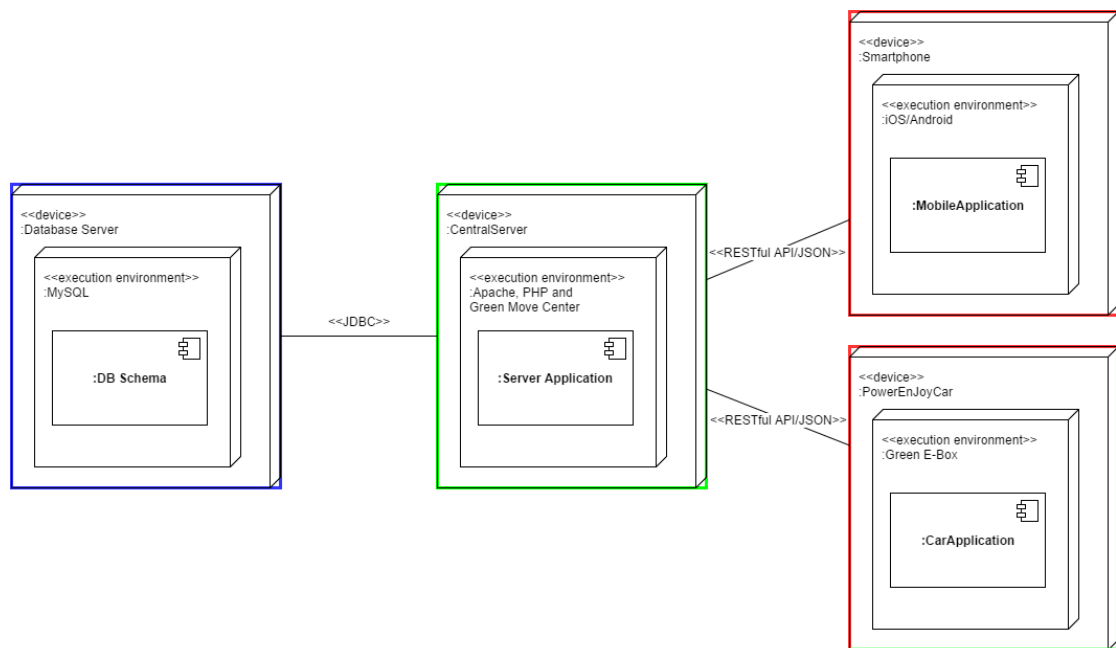 <<device>>
:Database Server
<<execution environment>>
:MySQL
:DB Schema
<<JDBC>>
<<device>>
:CentralServer
<<execution environment>>
:Apache, PHP and
Green Move Center
:Server Application
<<RESTful API/JSON>>
<<RESTful API/JSON>>
<<device>>
:Smartphone
<<execution environment>>
:iOS/Android
:MobileApplication
<<device>>
:PowerEnJoyCar
<<execution environment>>
:Green E-Box
:CarApplication